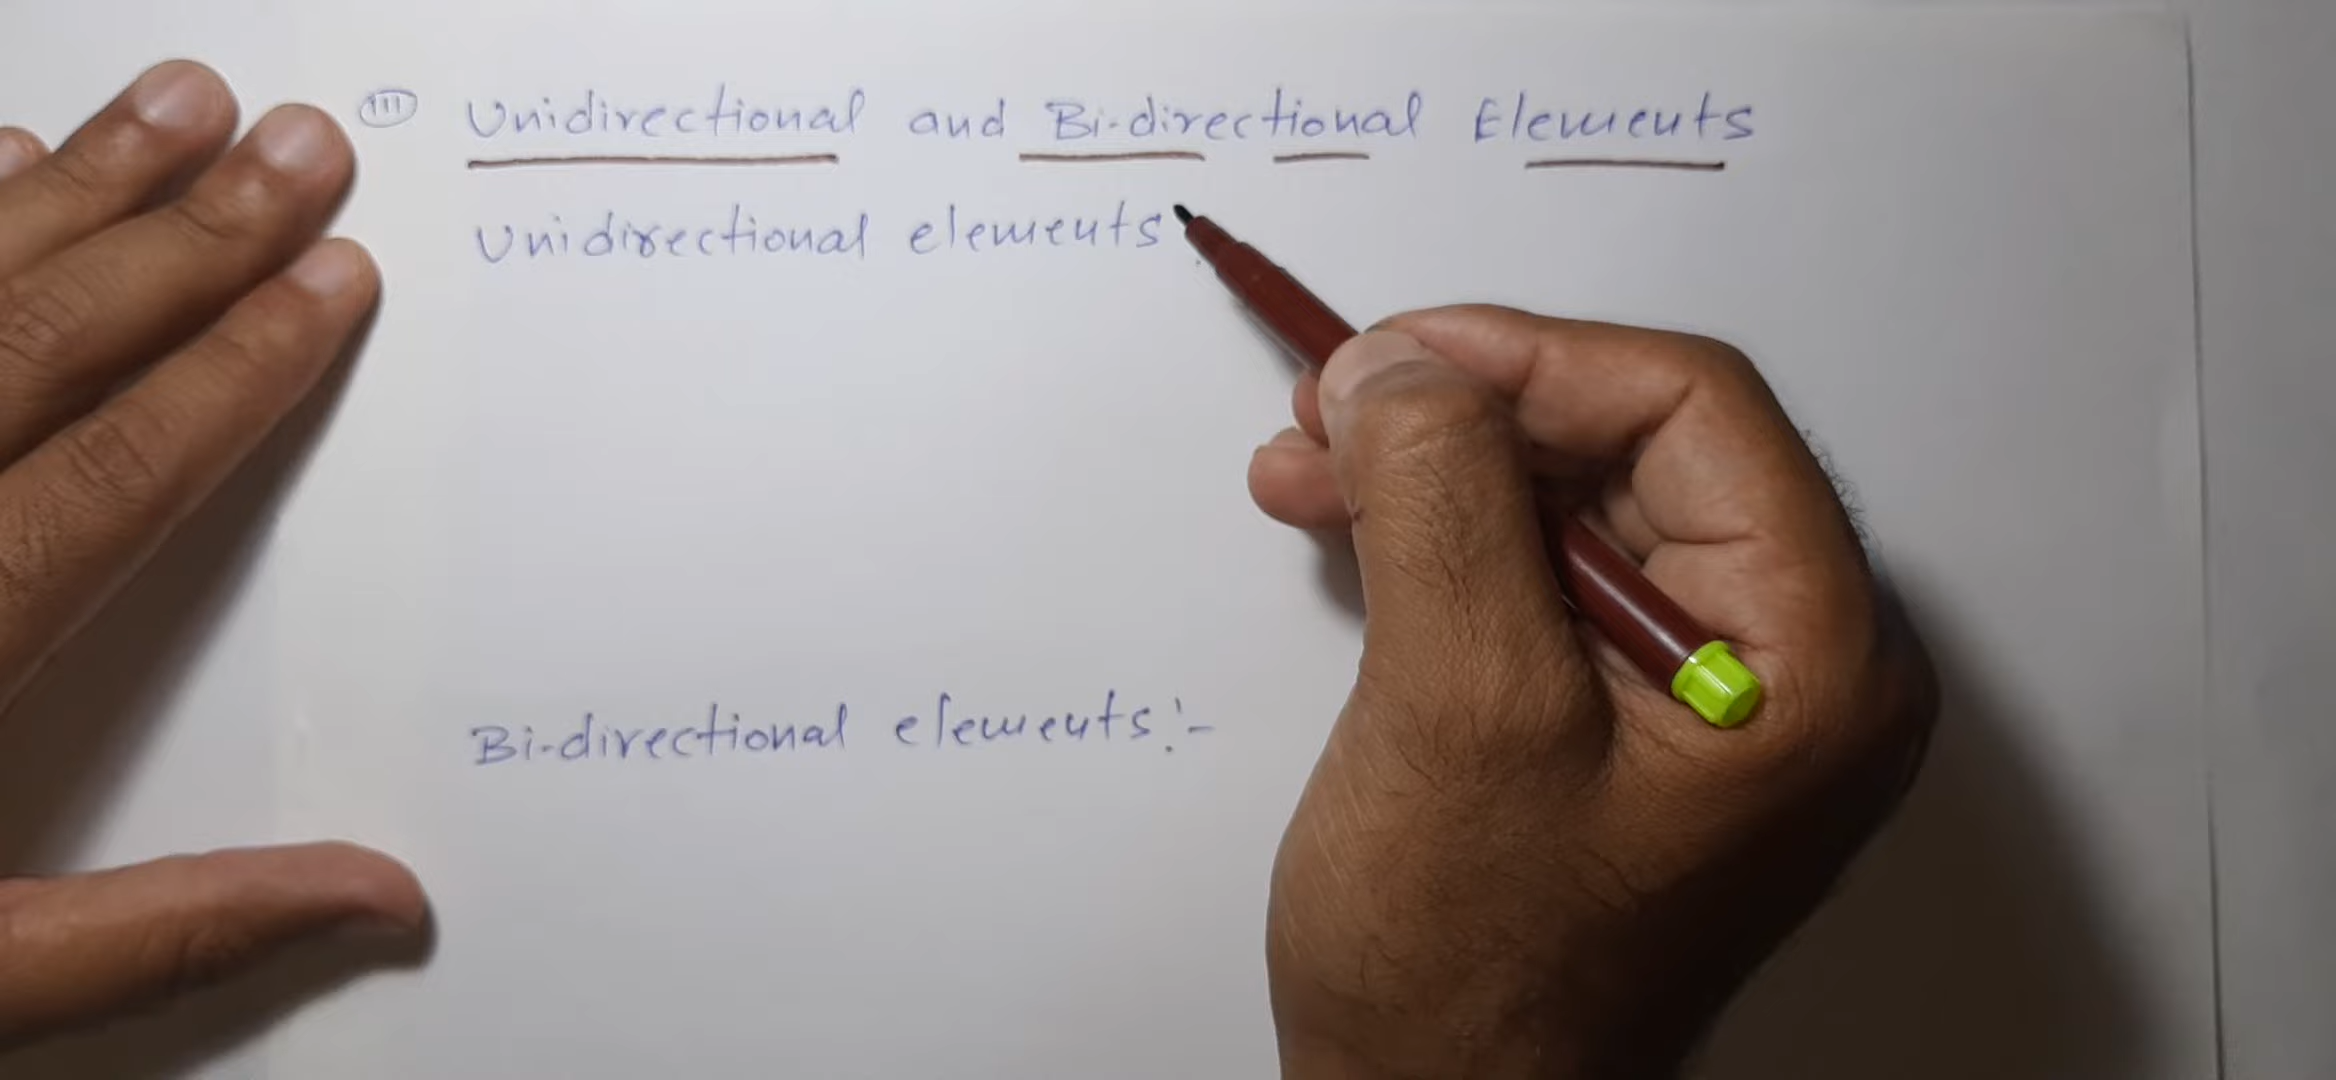 (III) Unidirectional and Bi-directional Elements
Unidirectional elements
Bi-directional elements:-